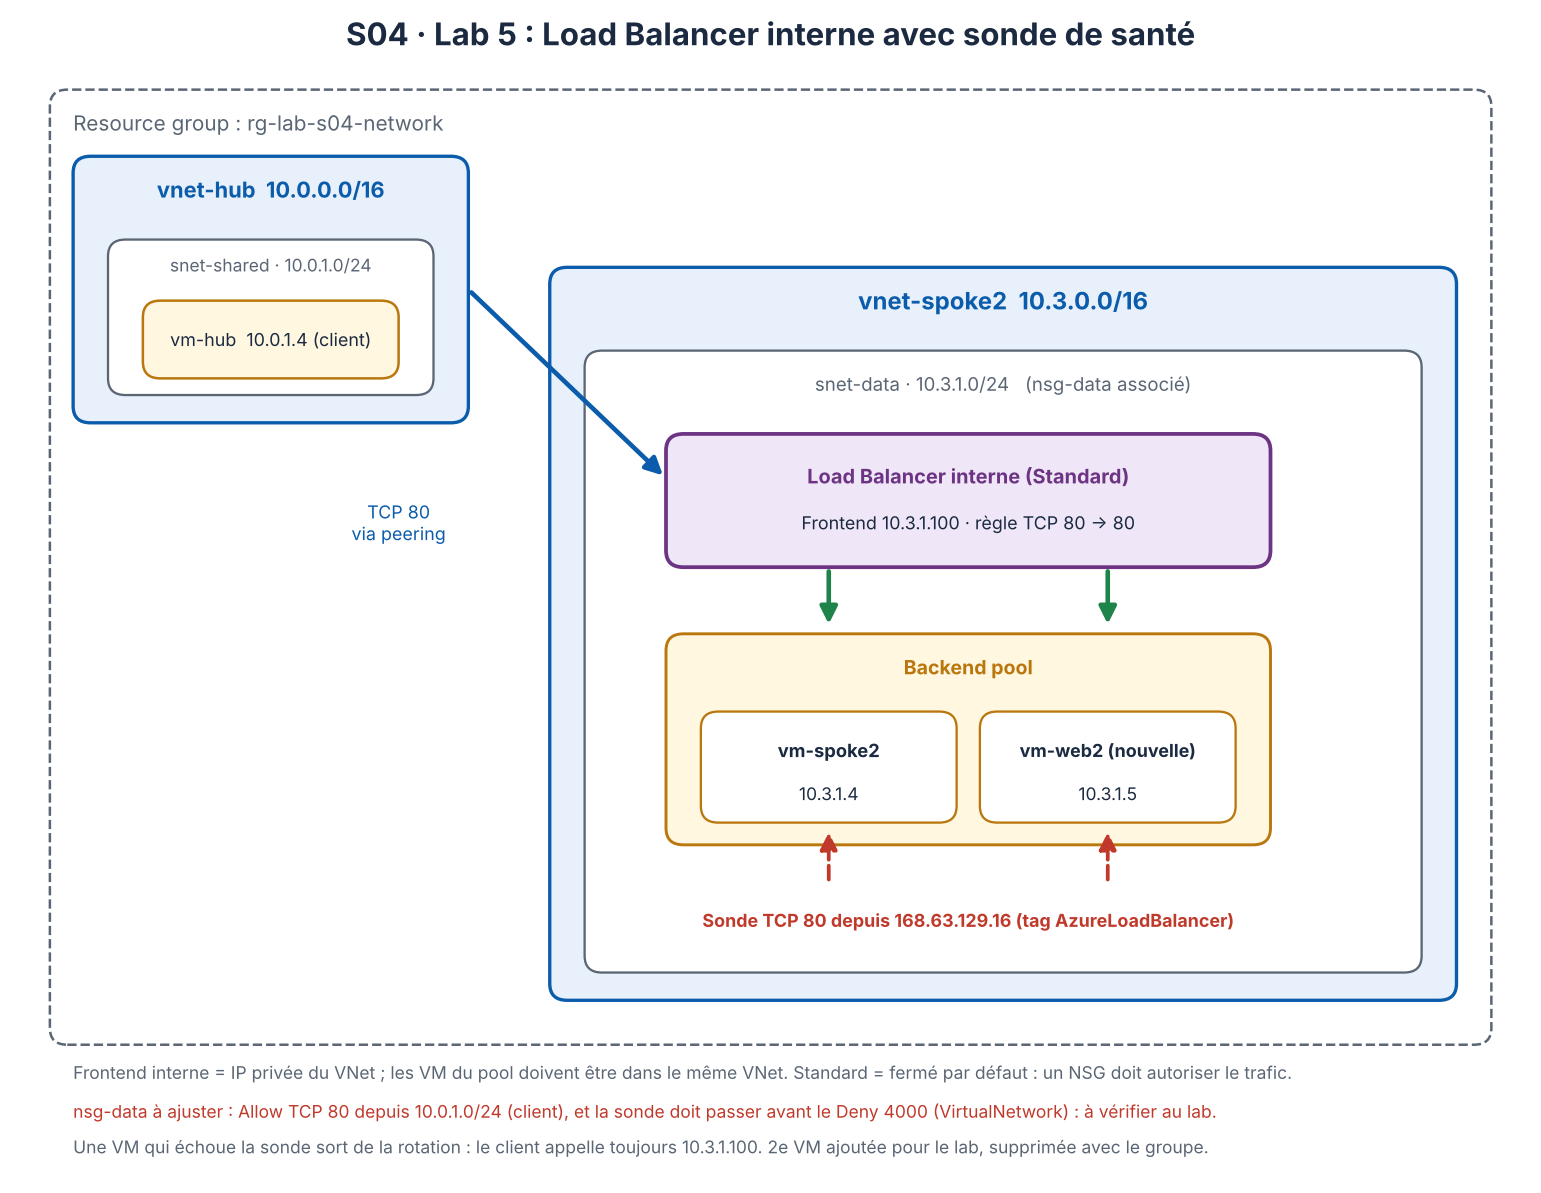 S04 · Lab 5 : Load Balancer interne avec sonde de santé
Resource group : rg-lab-s04-network
vnet-hub 10.0.0.0/16
snet-shared · 10.0.1.0/24
vm-hub 10.0.1.4 (client)
vnet-spoke2 10.3.0.0/16
snet-data · 10.3.1.0/24 (nsg-data associé)
Load Balancer interne (Standard)
Frontend 10.3.1.100 · règle TCP 80 → 80
TCP 80
via peering
Backend pool
vm-spoke2
10.3.1.4
vm-web2 (nouvelle)
10.3.1.5
Sonde TCP 80 depuis 168.63.129.16 (tag AzureLoadBalancer)
Frontend interne = IP privée du VNet ; les VM du pool doivent être dans le même VNet. Standard = fermé par défaut : un NSG doit autoriser le trafic.
nsg-data à ajuster : Allow TCP 80 depuis 10.0.1.0/24 (client), et la sonde doit passer avant le Deny 4000 (VirtualNetwork) : à vérifier au lab.
Une VM qui échoue la sonde sort de la rotation : le client appelle toujours 10.3.1.100. 2e VM ajoutée pour le lab, supprimée avec le groupe.